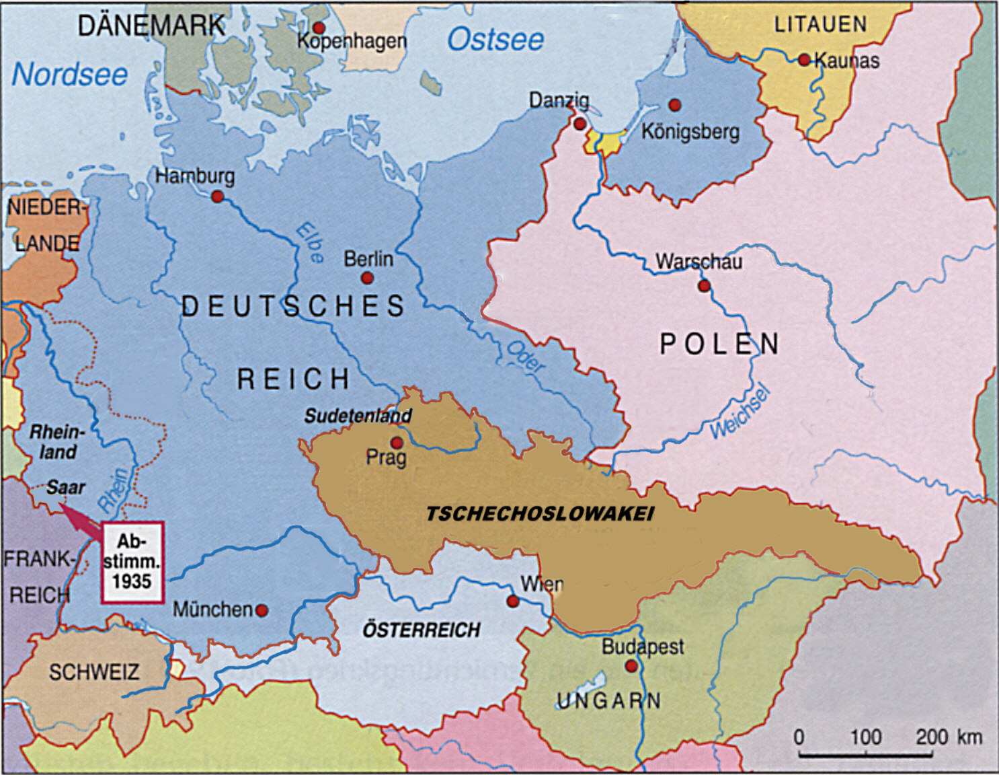 DÄNEMARK
Kopenhagen
Ostsee
LITAUEN
Nordsee
Kaunas
Danzig
Königsberg
Hamburg
NIEDER-
LANDE
Elbe
Berlin
Warschau
DEUTSCHES
REICH
POLEN
Oder
Weichsel
Sudetenland
Rhein-
land
Prag
Saar
Rhein
TSCHECHOSLOWAKEI
Ab-
stimm.
1935
FRANK-
REICH
Wien
München
ÖSTERREICH
Budapest
SCHWEIZ
UNGARN
0 100 200 km